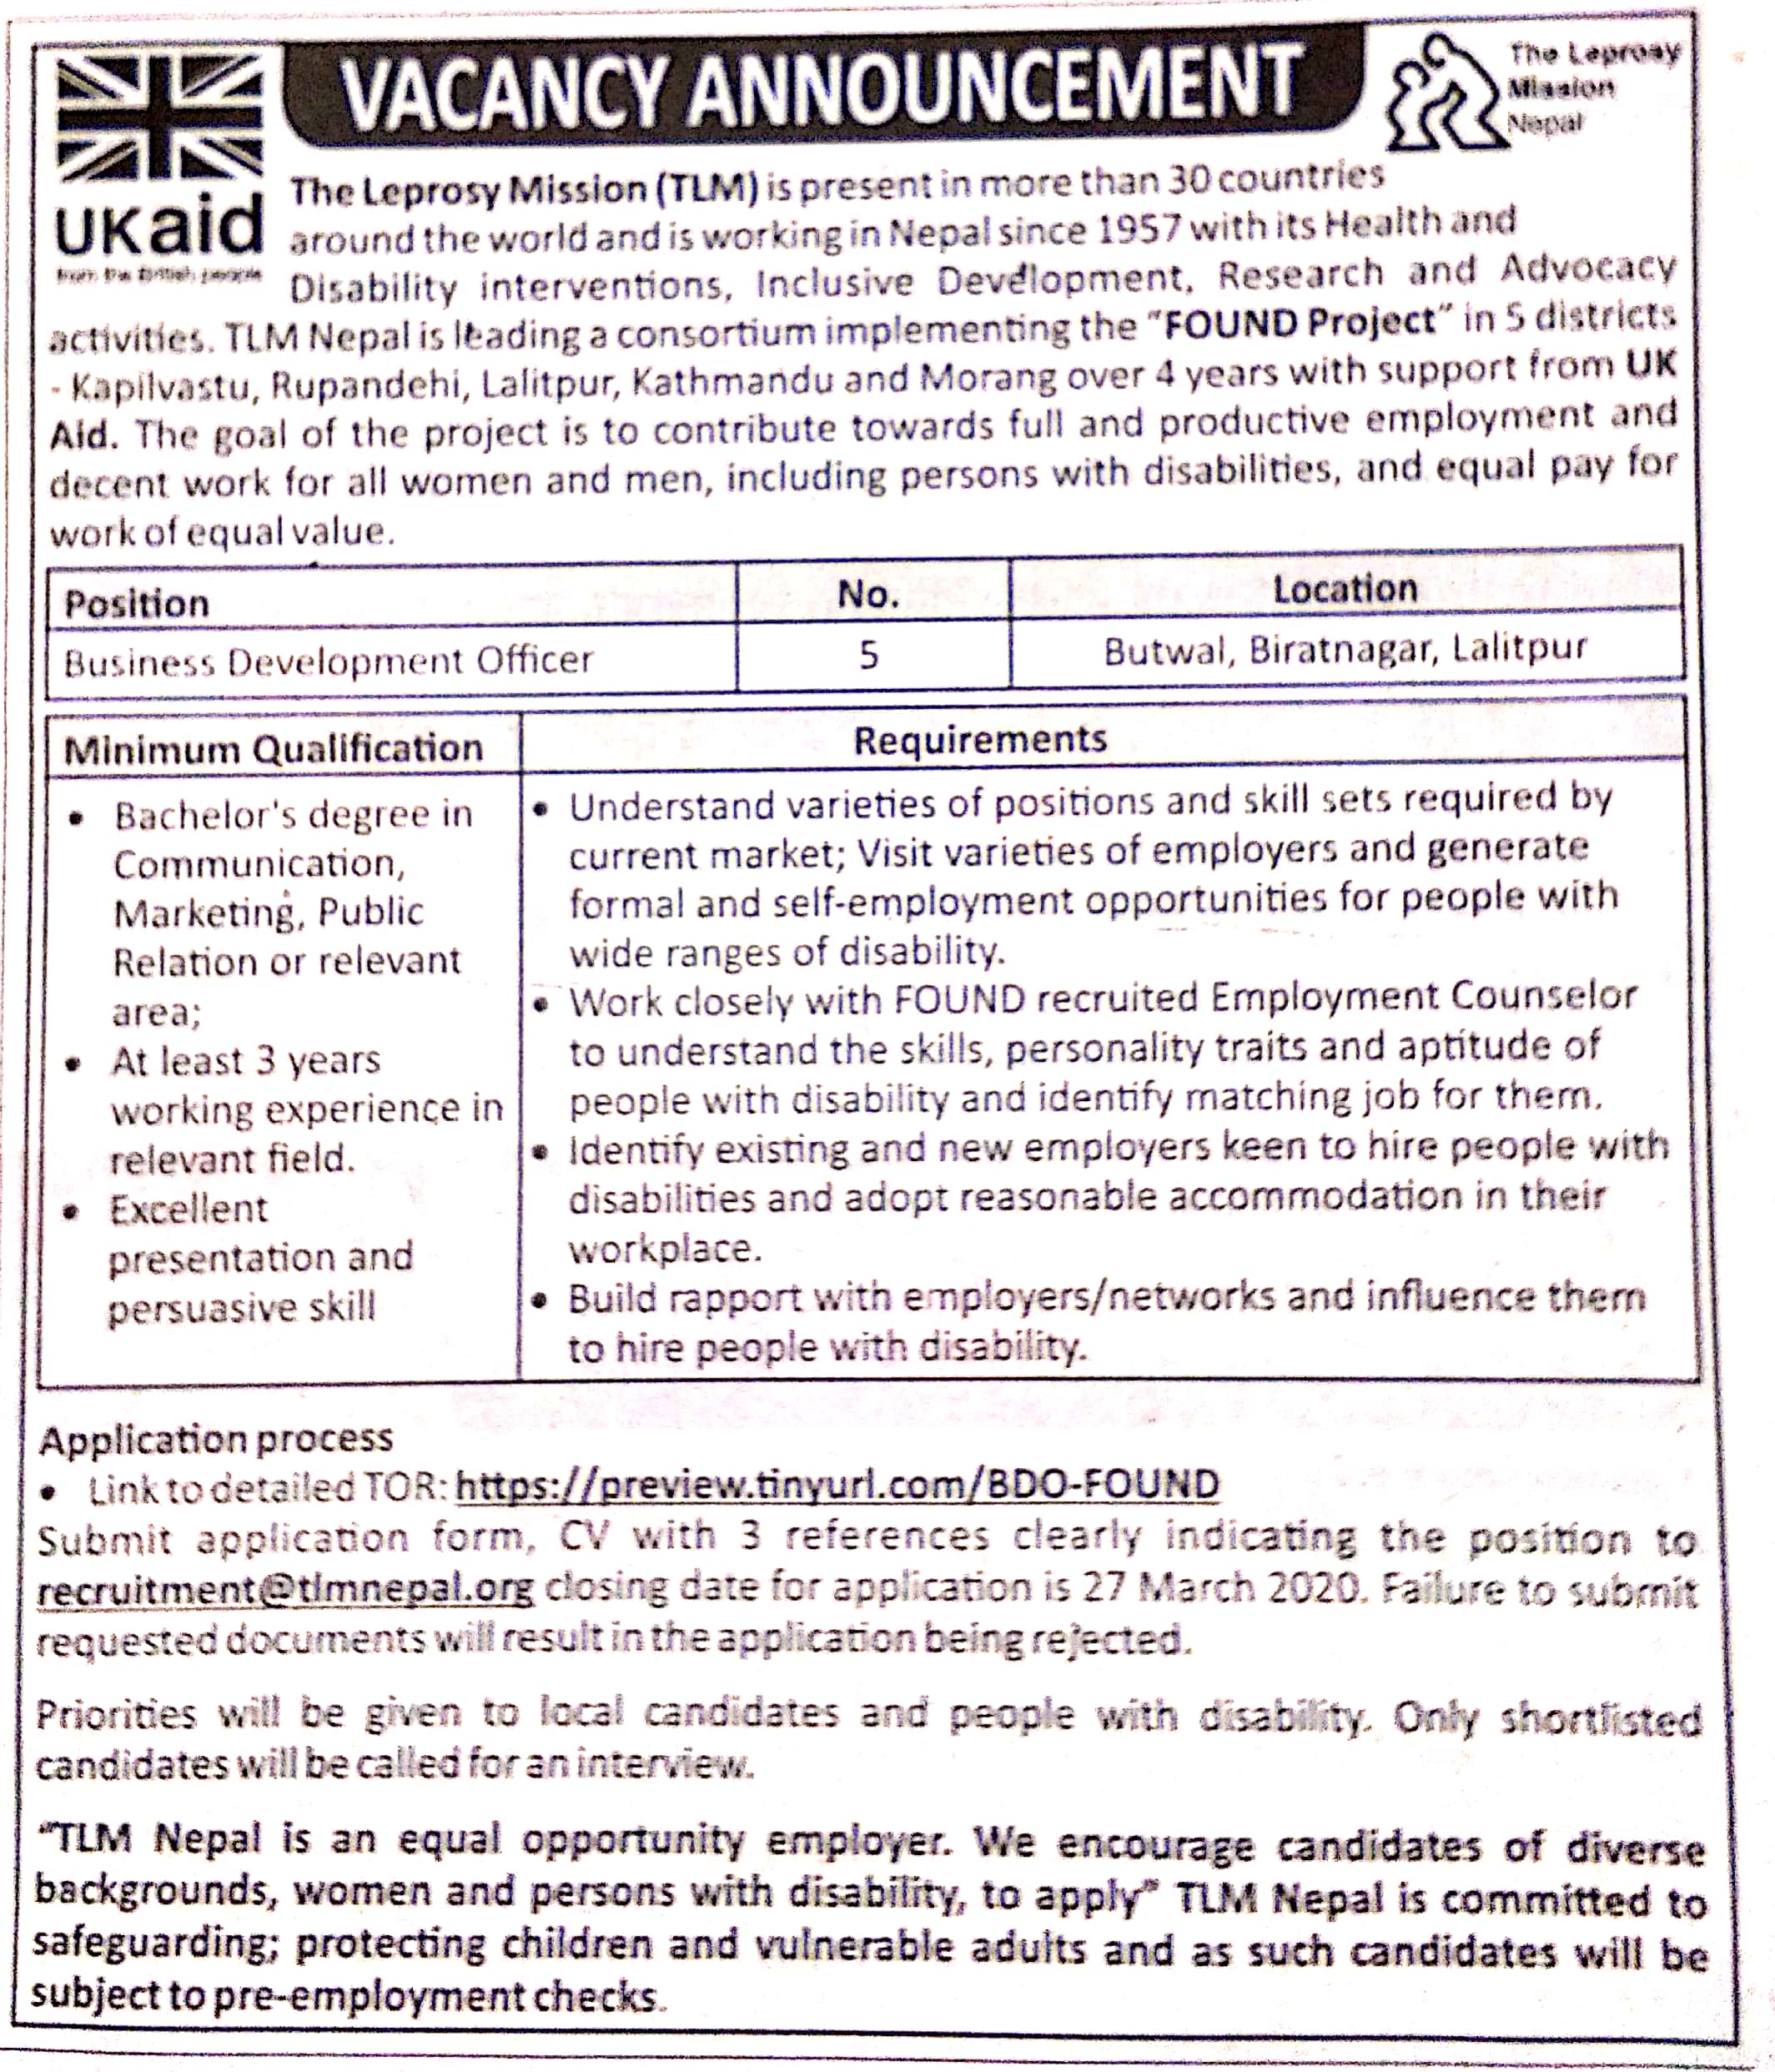 VACANCY ANNOUNCEMENT
The Leprosy
Mission
Nepal
UKaid
from the British people
The Leprosy Mission (TLM) is present in more than 30 countries
around the world and is working in Nepal since 1957 with its Health and
Disability interventions, Inclusive Development, Research and Advocacy
activities. TLM Nepal is leading a consortium implementing the "FOUND Project" in 5 districts
- Kapilvastu, Rupandehi, Lalitpur, Kathmandu and Morang over 4 years with support from UK
Aid. The goal of the project is to contribute towards full and productive employment and
decent work for all women and men, including persons with disabilities, and equal pay for
work of equal value.
Position No. Location
Business Development Officer 5 Butwal, Biratnagar, Lalitpur
Minimum Qualification
• Bachelor's degree in
Communication,
Marketing, Public
Relation or relevant
area;
• At least 3 years
working experience in
relevant field.
• Excellent
presentation and
persuasive skill
Requirements
• Understand varieties of positions and skill sets required by
current market; Visit varieties of employers and generate
formal and self-employment opportunities for people with
wide ranges of disability.
• Work closely with FOUND recruited Employment Counselor
to understand the skills, personality traits and aptitude of
people with disability and identify matching job for them.
• Identify existing and new employers keen to hire people with
disabilities and adopt reasonable accommodation in their
workplace.
• Build rapport with employers/networks and influence them
to hire people with disability.
Application process
• Link to detailed TOR: https://preview.tinyurl.com/BDO-FOUND
Submit application form, CV with 3 references clearly indicating the position to
recruitment@tlmnepal.org closing date for application is 27 March 2020. Failure to submit
requested documents will result in the application being rejected.
Priorities will be given to local candidates and people with disability. Only shortlisted
candidates will be called for an interview.
"TLM Nepal is an equal opportunity employer. We encourage candidates of diverse
backgrounds, women and persons with disability, to apply" TLM Nepal is committed to
safeguarding; protecting children and vulnerable adults and as such candidates will be
subject to pre-employment checks.